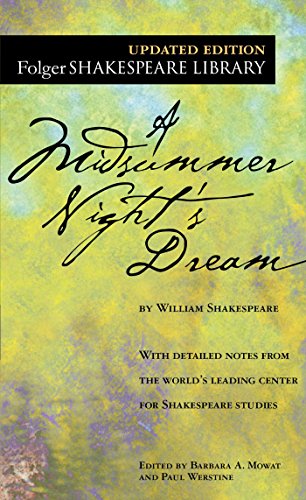 UPDATED EDITION
Folger SHAKESPEARE LIBRARY
A
Midsummer
Night's
Dream
BY WILLIAM SHAKESPEARE
WITH DETAILED NOTES FROM
THE WORLD'S LEADING CENTER
FOR SHAKESPEARE STUDIES
EDITED BY BARBARA A. MOWAT
AND PAUL WERSTINE